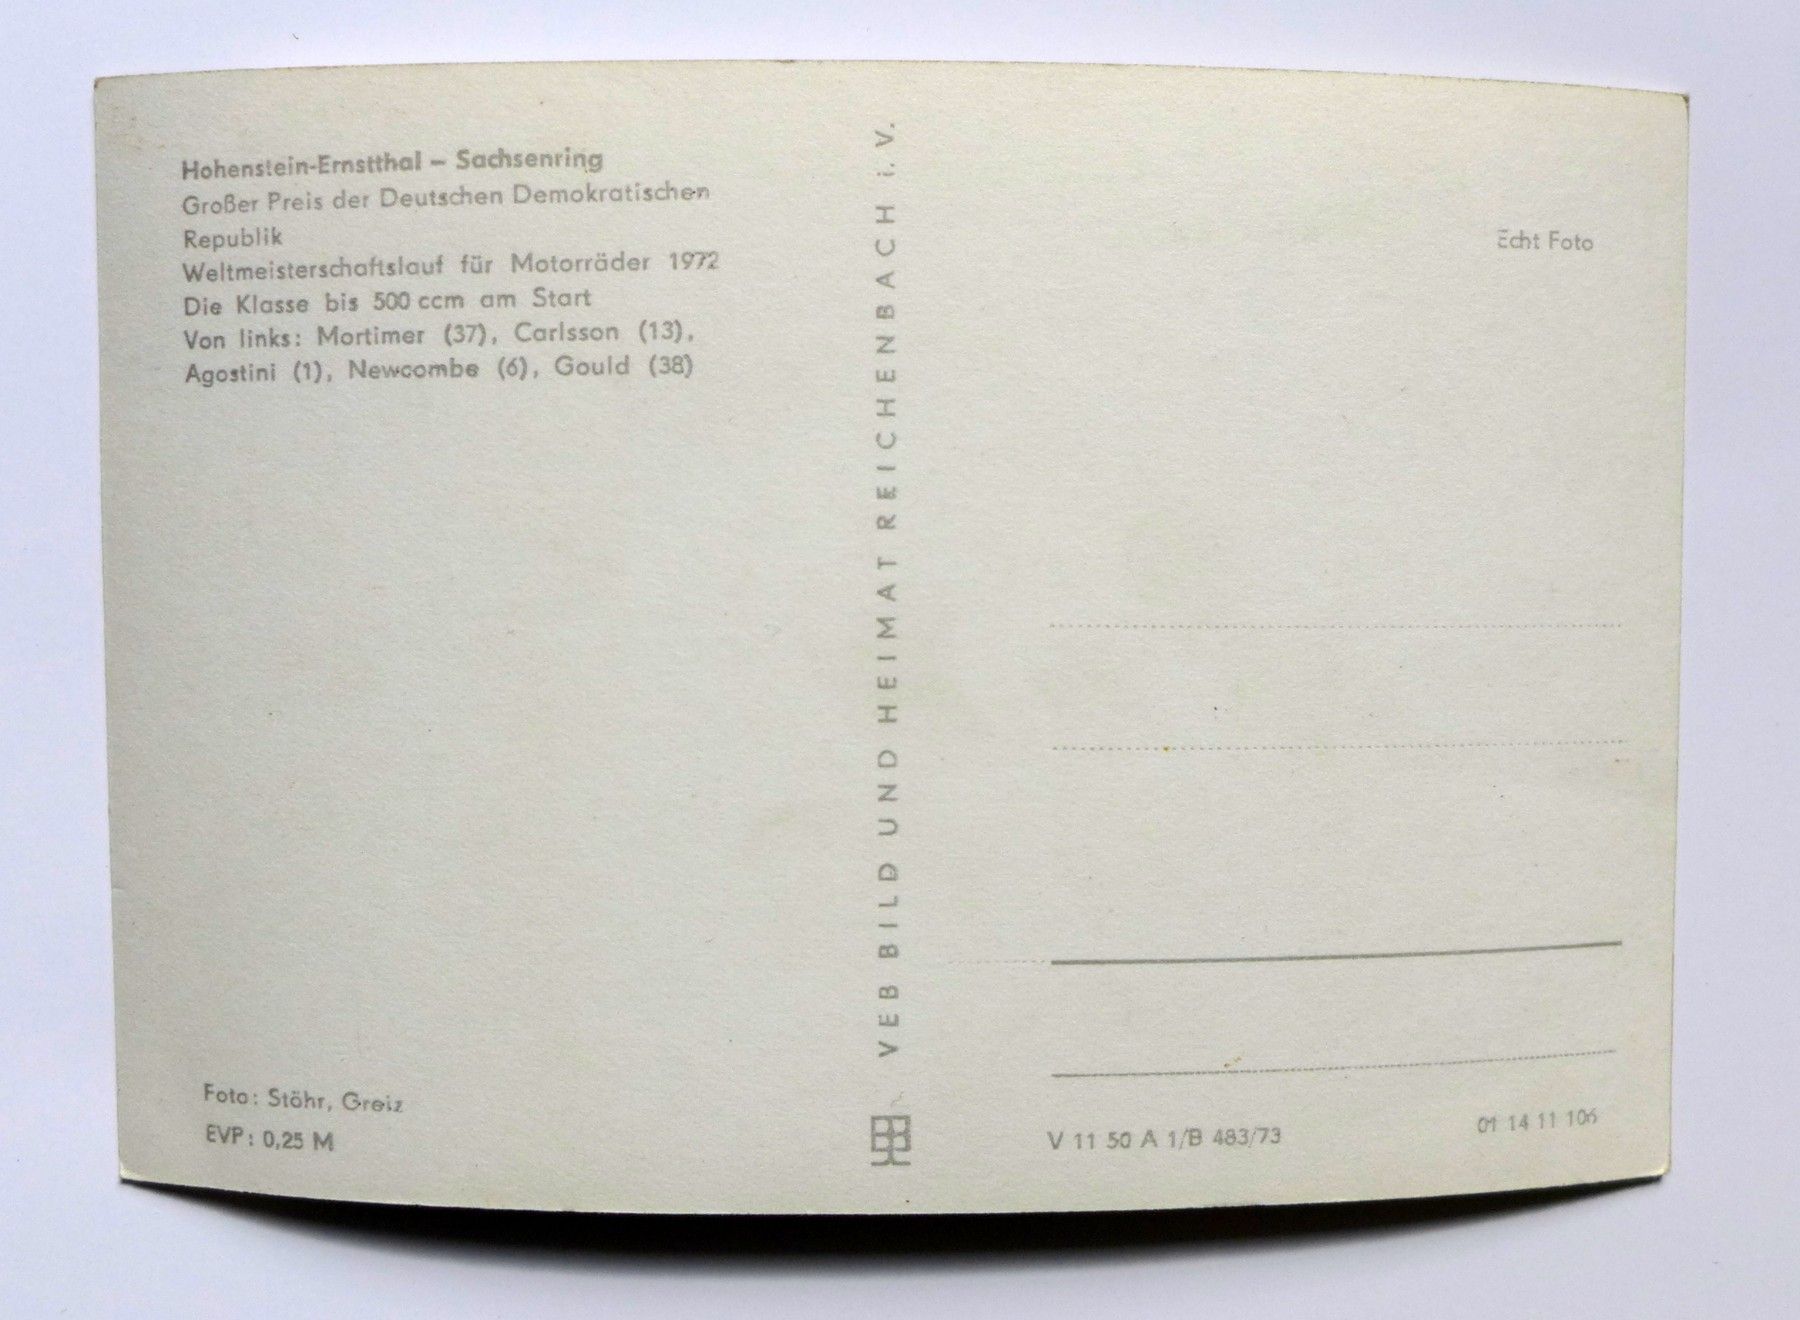 Hohenstein-Ernstthal – Sachsenring
Großer Preis der Deutschen Demokratischen
Republik
Weltmeisterschaftslauf für Motorräder 1972
Die Klasse bis 500 ccm am Start
Von links: Mortimer (37), Carlsson (13),
Agostini (1), Newcombe (6), Gould (38)
Foto: Stöhr, Greiz
EVP: 0,25 M
VEB BILD UND HEIMAT REICHENBACH i. V.
Echt Foto
V 11 50 A 1/B 483/73
01 14 11 106